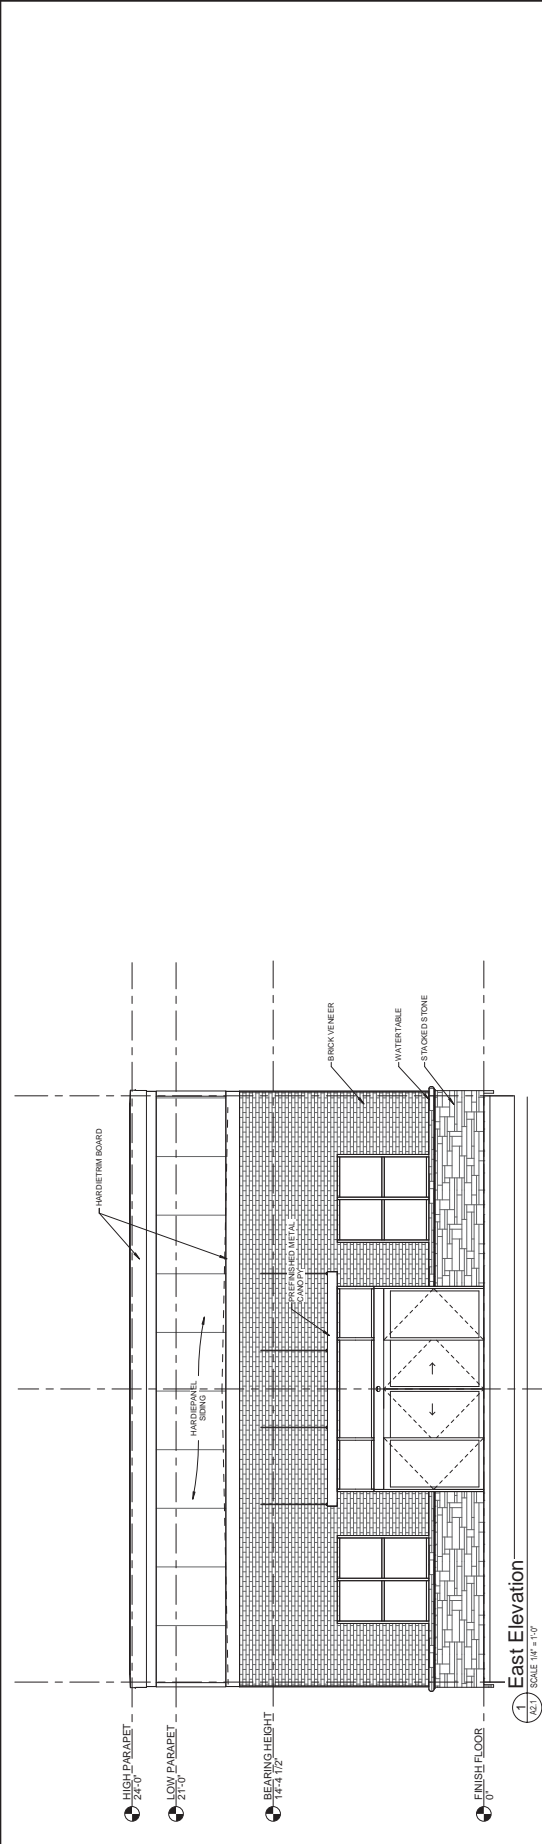 HARDIETRIM BOARD
HARDIEPANEL
SIDING
PREFINISHED METAL
CANOPY
BRICK VENEER
WATERTABLE
STACKED STONE
HIGH PARAPET
24'-0"
LOW PARAPET
21'-0"
BEARING HEIGHT
14'-4 1/2"
FINISH FLOOR
0"
1
A2.1
East Elevation
SCALE 1/4" = 1'-0"